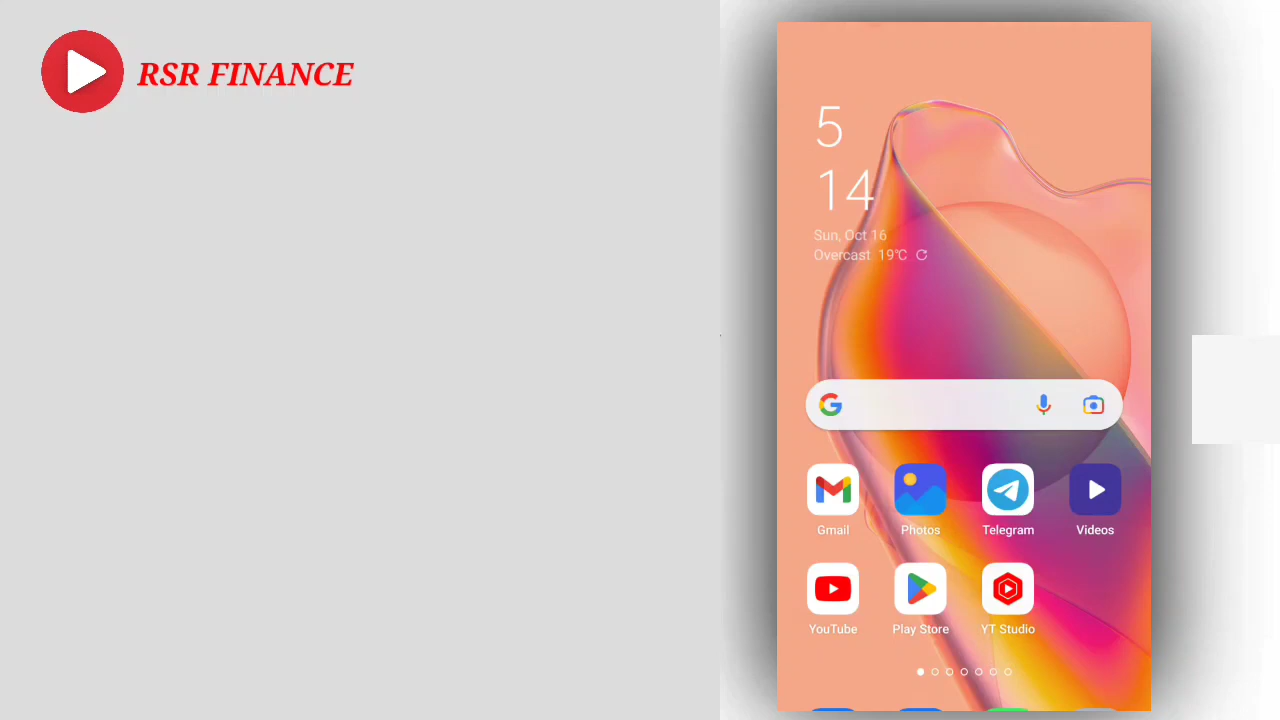 RSR FINANCE
5
14
Sun, Oct 16
Overcast 19℃
Gmail
Photos
Telegram
Videos
YouTube
Play Store
YT Studio